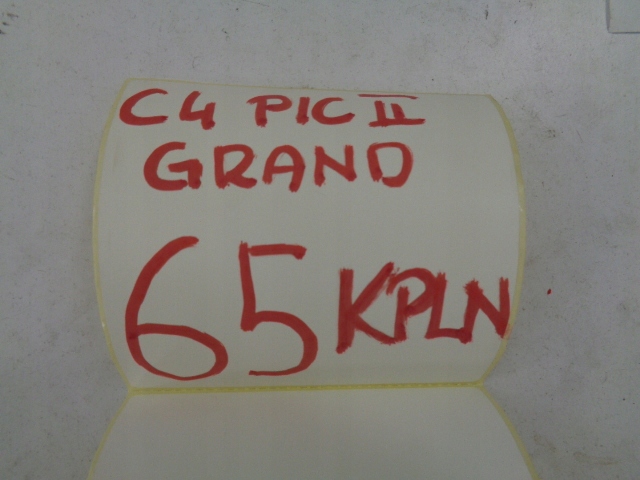 C4 PIC II
GRAND
65 KPLN